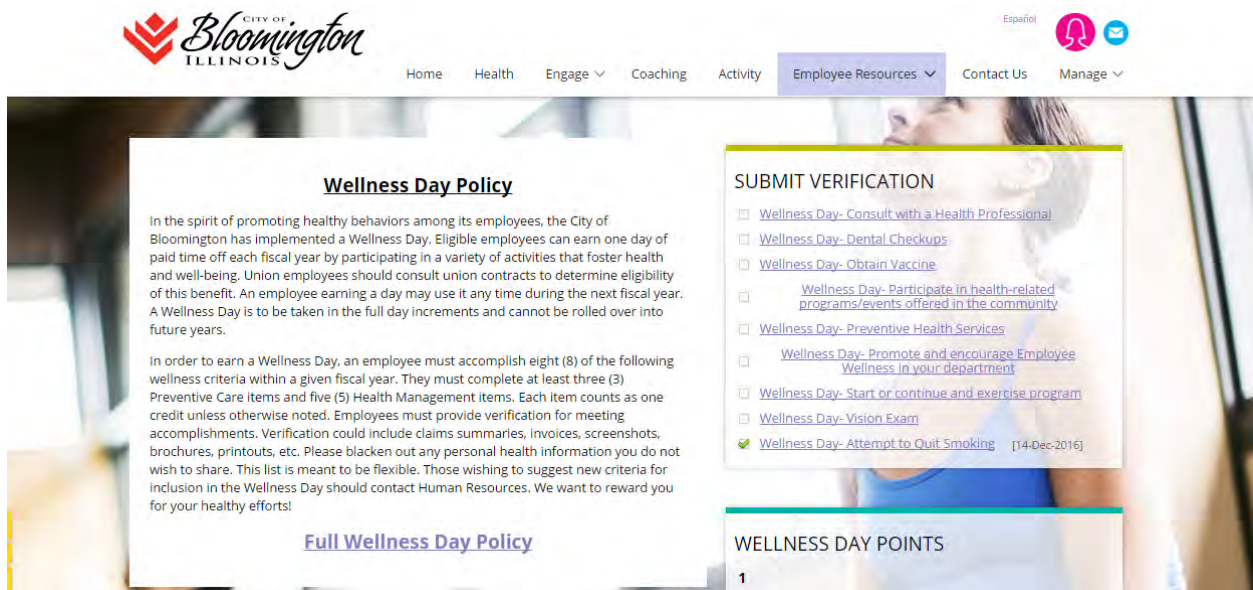 CITY OF
Bloomington
ILLINOIS
Español
Home Health Engage Coaching Activity Employee Resources Contact Us Manage
Wellness Day Policy
In the spirit of promoting healthy behaviors among its employees, the City of
Bloomington has implemented a Wellness Day. Eligible employees can earn one day of
paid time off each fiscal year by participating in a variety of activities that foster health
and well-being. Union employees should consult union contracts to determine eligibility
of this benefit. An employee earning a day may use it any time during the next fiscal year.
A Wellness Day is to be taken in the full day increments and cannot be rolled over into
future years.
In order to earn a Wellness Day, an employee must accomplish eight (8) of the following
wellness criteria within a given fiscal year. They must complete at least three (3)
Preventive Care items and five (5) Health Management items. Each item counts as one
credit unless otherwise noted. Employees must provide verification for meeting
accomplishments. Verification could include claims summaries, invoices, screenshots,
brochures, printouts, etc. Please blacken out any personal health information you do not
wish to share. This list is meant to be flexible. Those wishing to suggest new criteria for
inclusion in the Wellness Day should contact Human Resources. We want to reward you
for your healthy efforts!
Full Wellness Day Policy
SUBMIT VERIFICATION
Wellness Day- Consult with a Health Professional
Wellness Day- Dental Checkups
Wellness Day- Obtain Vaccine
Wellness Day- Participate in health-related
programs/events offered in the community
Wellness Day- Preventive Health Services
Wellness Day- Promote and encourage Employee
Wellness in your department
Wellness Day- Start or continue and exercise program
Wellness Day- Vision Exam
Wellness Day- Attempt to Quit Smoking [14-Dec-2016]
WELLNESS DAY POINTS
1